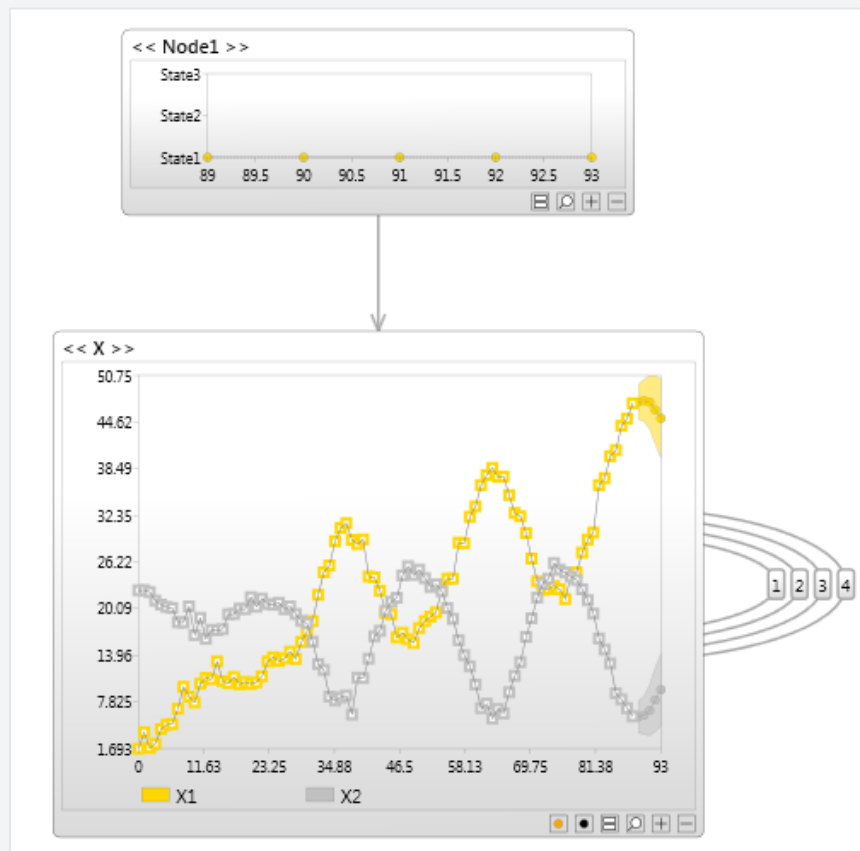 << Node1 >>
State3
State2
State1
89 89.5 90 90.5 91 91.5 92 92.5 93
<< X >>
50.75
44.62
38.49
32.35
26.22
20.09
13.96
7.825
1.693
0 11.63 23.25 34.88 46.5 58.13 69.75 81.38 93
X1 X2
1 2 3 4